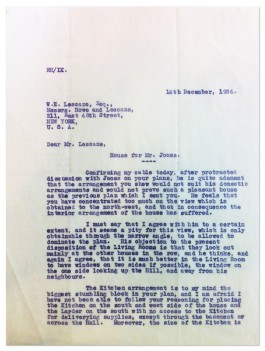 RH/IX.
14th December, 1934.
W.E. Lescaze, Esq.,
Messrs. Howe and Lescaze,
211, East 48th Street,
NEW YORK,
U. S. A.
Dear Mr. Lescaze,
House for Mr. Jouss.
----
Confirming my cable today, after protracted
discussion with Jouss on your plans, he is quite adamant
that the arrangement you show would not suit his domestic
arrangements and would not prove such a pleasant house
as the previous plan which I sent you. He feels that
you have concentrated too much on the view which is
obtained to the north-west, and that in consequence the
interior arrangement of the house has suffered.
I must say that I agree with him to a certain
extent, and it seems a pity for this view, which is only
obtainable through the narrow angle, to be allowed to
dominate the plan. His objection to the present
disposition of the living Rooms is that they look out
mainly at the other houses in the row, and he thinks, and
again I agree, that it is much better in the Living Room
to have windows on two sides if possible, the window on
the one side looking up the Hill, and away from his
neighbours.
The Kitchen arrangement is to my mind the
biggest stumbling block in your plan, and I am afraid I
have not been able to follow your reasoning for placing
the Kitchen on the south and west side of the house and
the Larder on the south with no access to the Kitchen
for delivering supplies, except through the basement or
across the Hall. Moreover, the size of the Kitchen is